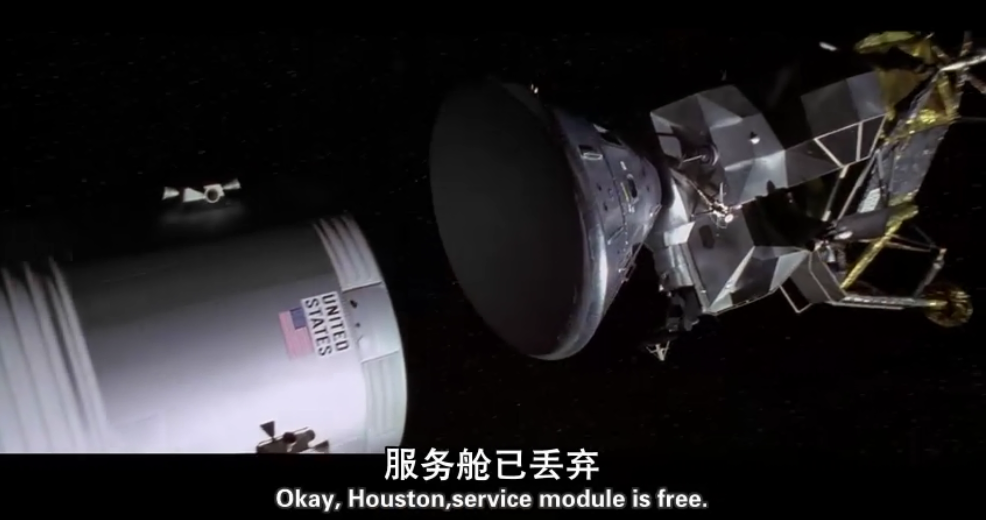 UNITED
STATES
服务舱已丢弃
Okay, Houston,service module is free.